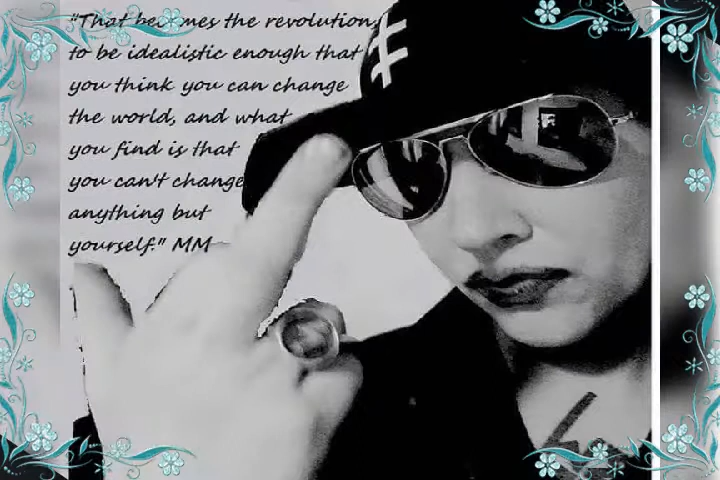 "That becomes the revolution,
to be idealistic enough that
you think you can change
the world, and what
you find is that
you can't change
anything but
yourself." MM